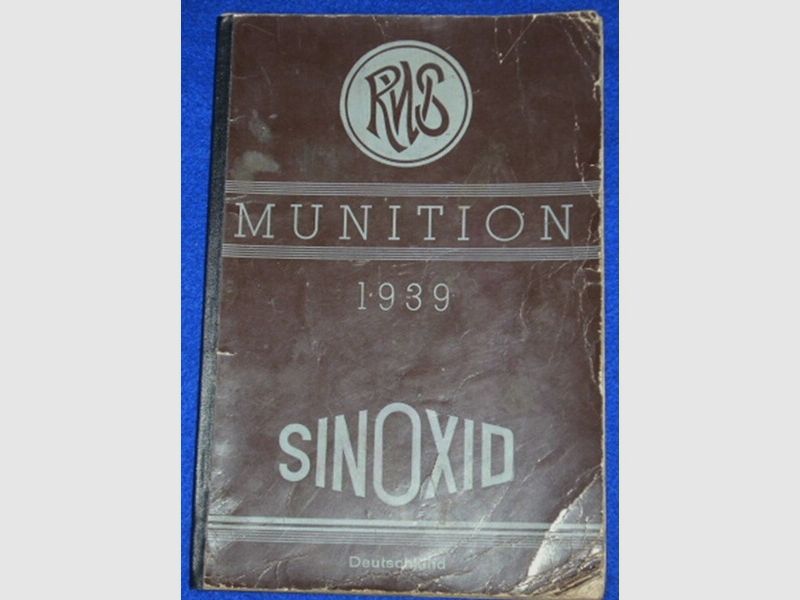 RWS
MUNITION
1939
SINOXID
Deutschland